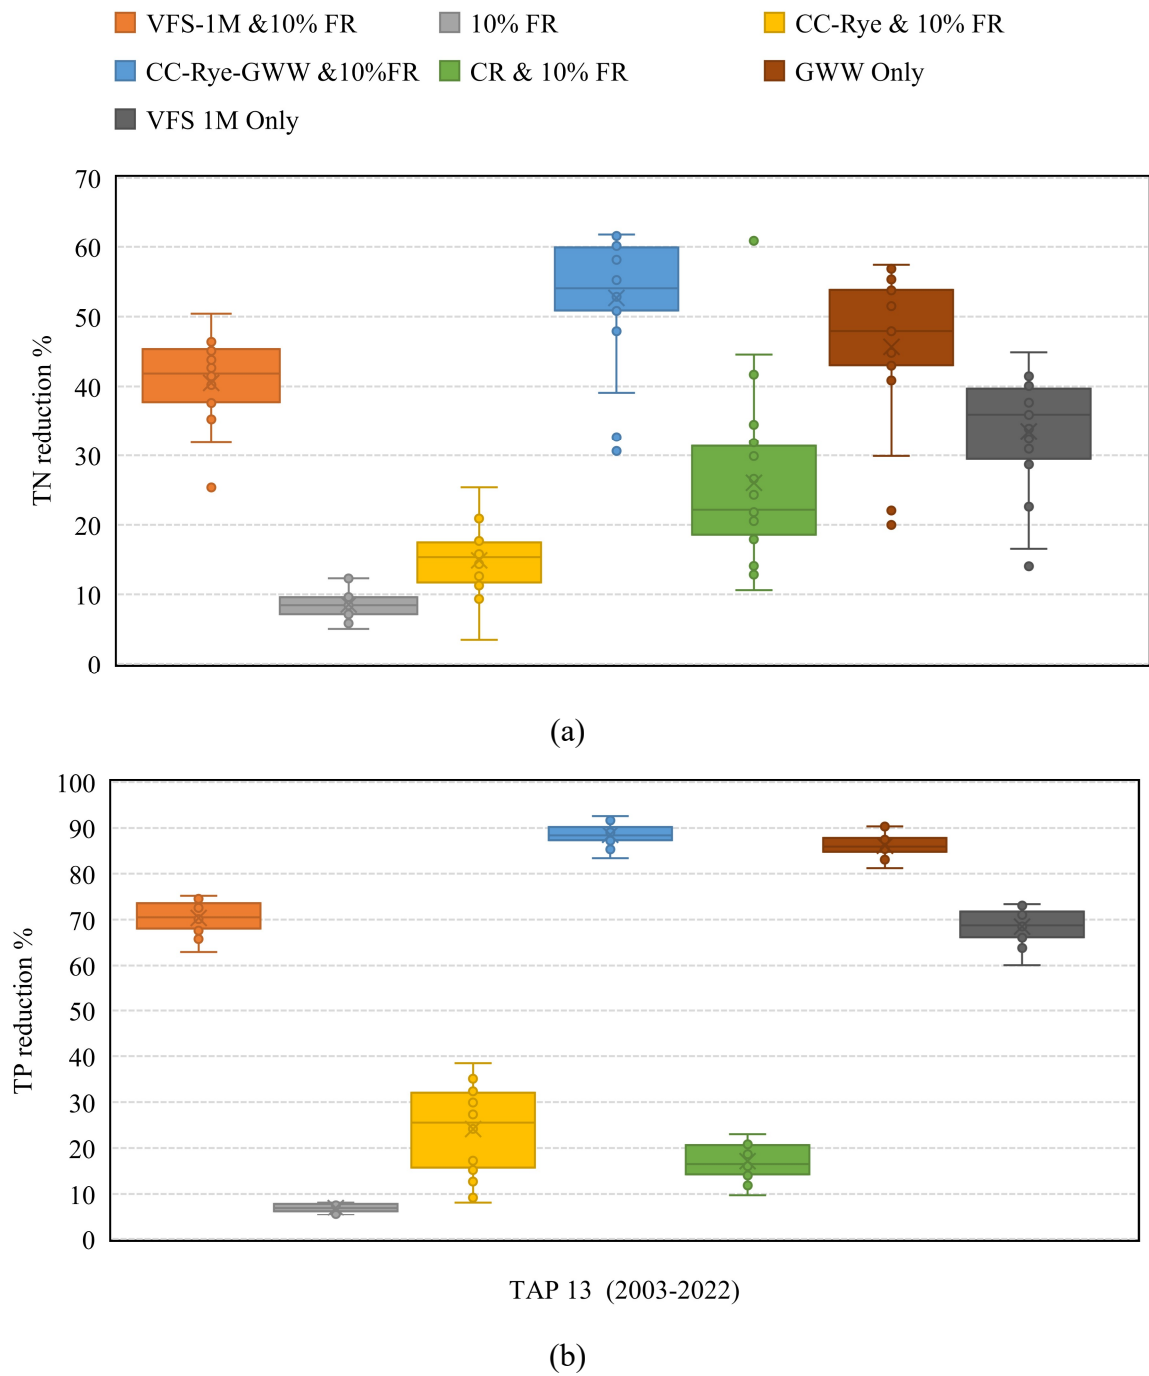 VFS-1M &10% FR
10% FR
CC-Rye & 10% FR
CC-Rye-GWW &10%FR
CR & 10% FR
GWW Only
VFS 1M Only
TN reduction %
70
60
50
40
30
20
10
0
(a)
TP reduction %
100
90
80
70
60
50
40
30
20
10
0
TAP 13 (2003-2022)
(b)